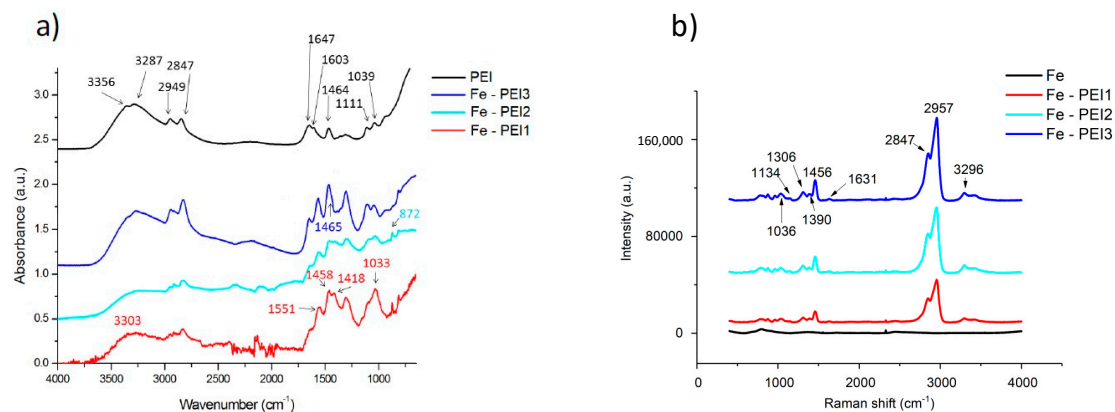 a)
3356
3287
2949
2847
1647
1603
1464
1111
1039
PEI
Fe - PEI3
Fe - PEI2
Fe - PEI1
1465
872
1458
1418
1033
1551
3303
3.0
2.5
2.0
1.5
1.0
0.5
0.0
Absorbance (a.u.)
4000 3500 3000 2500 2000 1500 1000
Wavenumber (cm⁻¹)
b)
Fe
Fe - PEI1
Fe - PEI2
Fe - PEI3
2957
2847
3296
1306
1456
1134
1631
1036
1390
160,000
80000
0
Intensity (a.u.)
0 1000 2000 3000 4000
Raman shift (cm⁻¹)